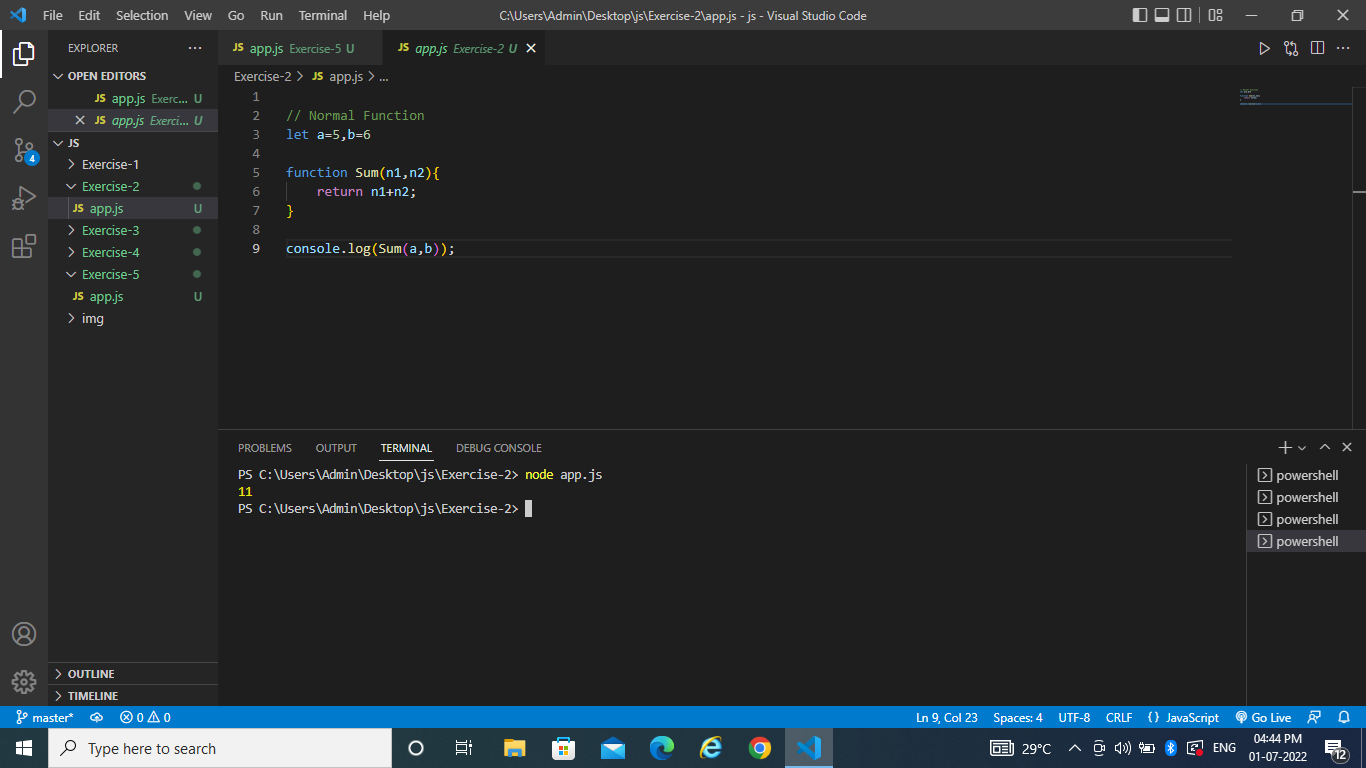 File Edit Selection View Go Run Terminal Help C:\Users\Admin\Desktop\js\Exercise-2\app.js - js - Visual Studio Code
EXPLORER
OPEN EDITORS
JS app.js Exerc... U
JS app.js Exerci... U
JS
Exercise-1
Exercise-2
JS app.js U
Exercise-3
Exercise-4
Exercise-5
JS app.js U
img
OUTLINE
TIMELINE
4
JS app.js Exercise-5 U JS app.js Exercise-2 U
Exercise-2 > JS app.js > ...
1
2 // Normal Function
3 let a=5,b=6
4
5 function Sum(n1,n2){
6 return n1+n2;
7 }
8
9 console.log(Sum(a,b));
PROBLEMS OUTPUT TERMINAL DEBUG CONSOLE
PS C:\Users\Admin\Desktop\js\Exercise-2> node app.js
11
PS C:\Users\Admin\Desktop\js\Exercise-2>
powershell
powershell
powershell
powershell
master* 0 0 Ln 9, Col 23 Spaces: 4 UTF-8 CRLF {} JavaScript Go Live
Type here to search 29°C ENG 04:44 PM
01-07-2022
12